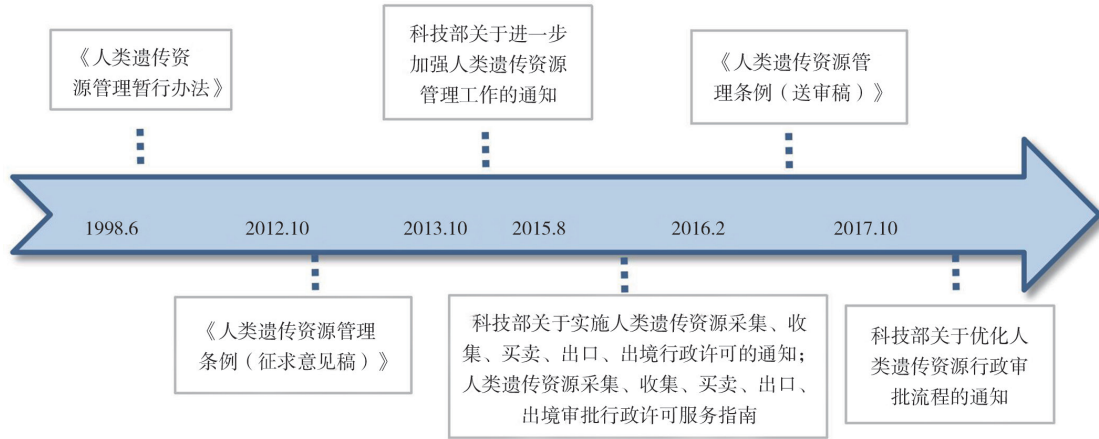 《人类遗传资
源管理暂行办法》
科技部关于进一步
加强人类遗传资源
管理工作的通知
《人类遗传资源管
理条例（送审稿）》
1998.6
2012.10
2013.10
2015.8
2016.2
2017.10
《人类遗传资源管理
条例（征求意见稿）》
科技部关于实施人类遗传资源采集、收
集、买卖、出口、出境行政许可的通知；
人类遗传资源采集、收集、买卖、出口、
出境审批行政许可服务指南
科技部关于优化人
类遗传资源行政审
批流程的通知